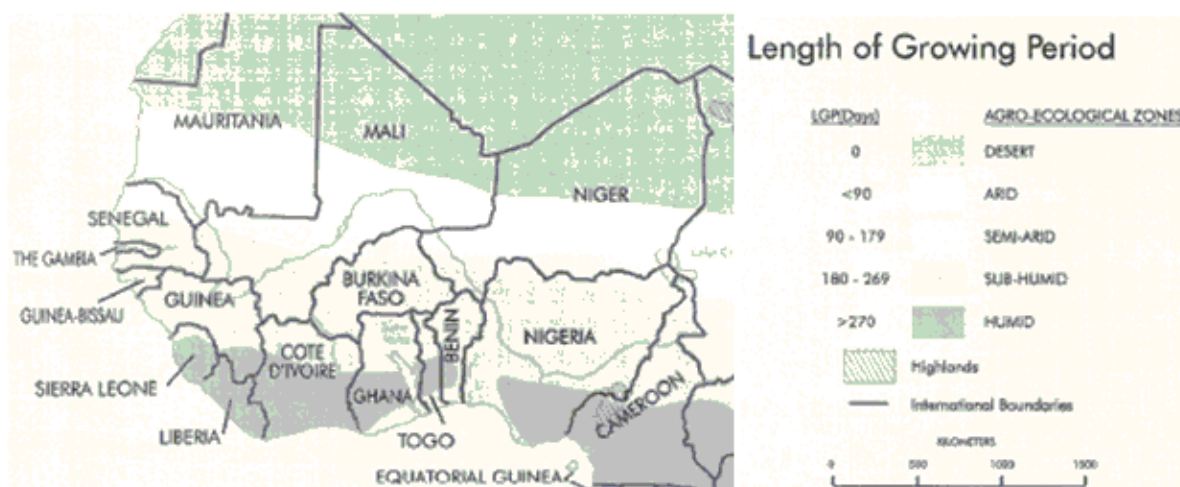 Length of Growing Period
LGP(Days) AGRO-ECOLOGICAL ZONES
0 DESERT
<90 ARID
90 - 179 SEMI-ARID
180 - 269 SUB-HUMID
>270 HUMID
Highlands
International Boundaries
KILOMETERS
0 500 1000 1500
MAURITANIA
MALI
NIGER
SENEGAL
THE GAMBIA
GUINEA-BISSAU
GUINEA
BURKINA
FASO
BENIN
NIGERIA
COTE
D'IVOIRE
GHANA
SIERRA LEONE
LIBERIA
TOGO
CAMEROON
EQUATORIAL GUINEA